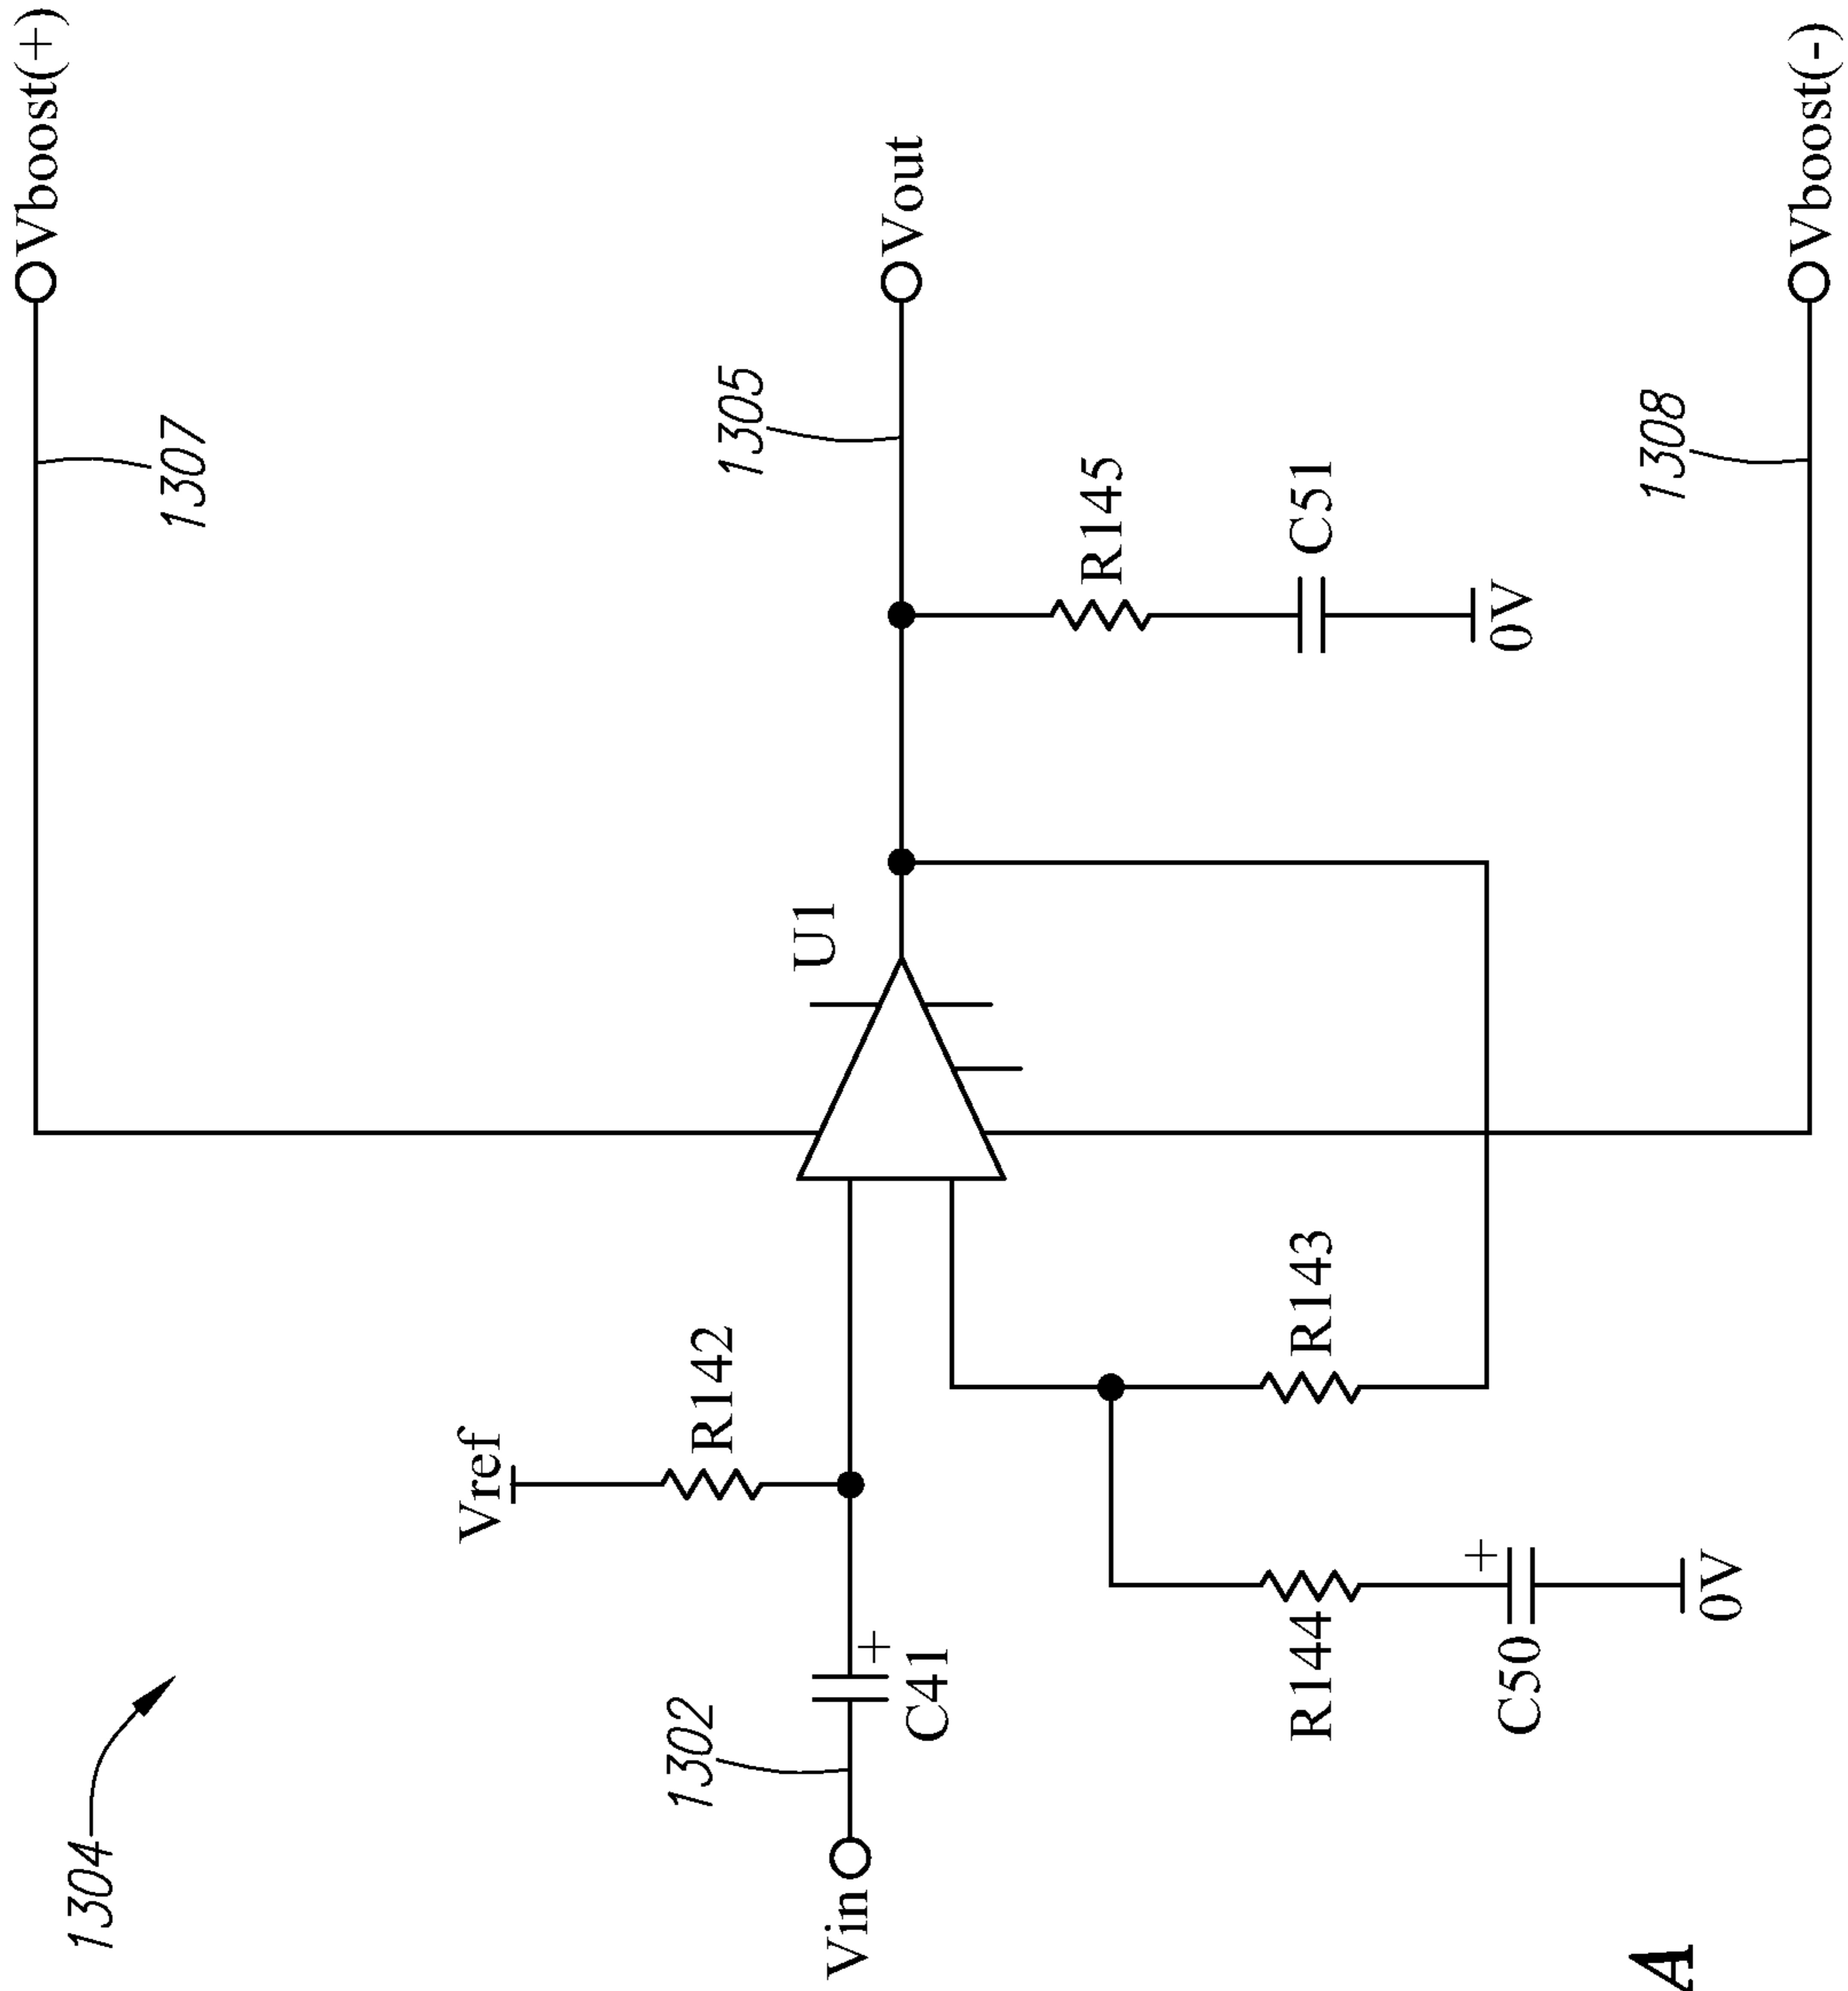 1304
Vboost(+)
1307
Vref
R142
1302
Vin
+
C41
U1
1305
Vout
R145
C51
0V
R144
R143
+
C50
0V
1308
Vboost(-)
A